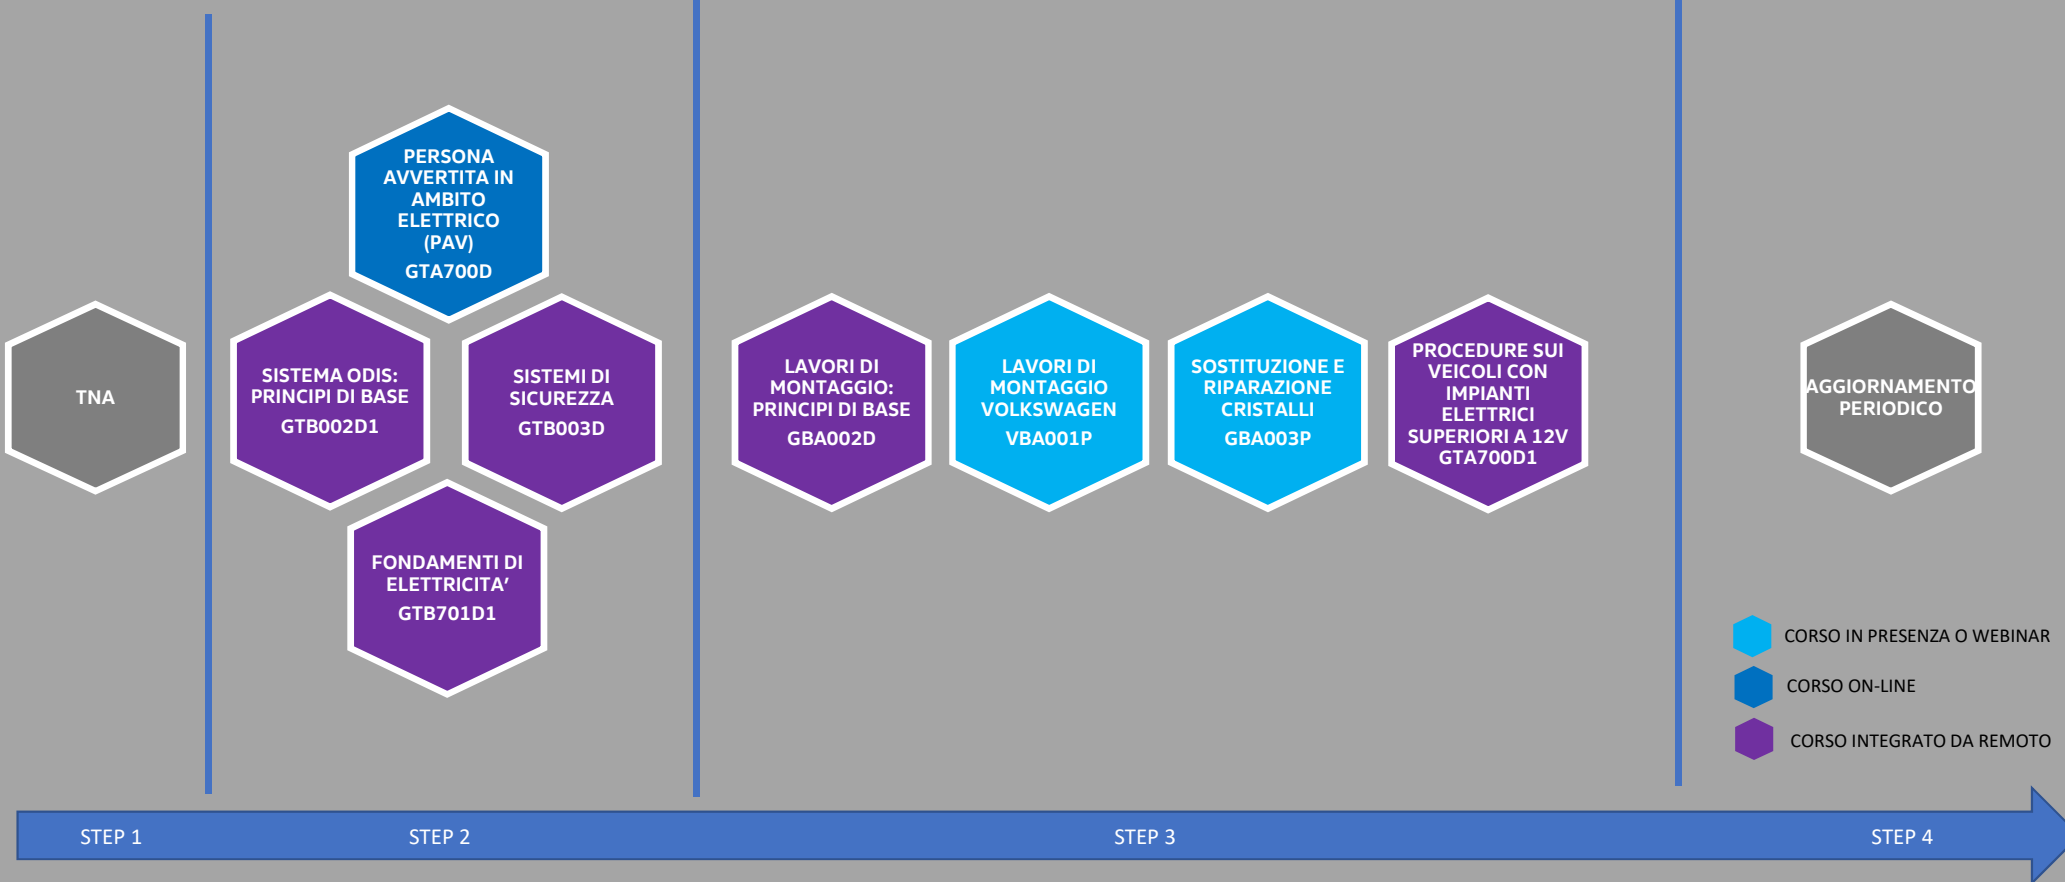 TNA
PERSONA
AVVERTITA IN
AMBITO
ELETTRICO
(PAV)
GTA700D
SISTEMA ODIS:
PRINCIPI DI BASE
GTB002D1
SISTEMI DI
SICUREZZA
GTB003D
FONDAMENTI DI
ELETTRICITA’
GTB701D1
LAVORI DI
MONTAGGIO:
PRINCIPI DI BASE
GBA002D
LAVORI DI
MONTAGGIO
VOLKSWAGEN
VBA001P
SOSTITUZIONE E
RIPARAZIONE
CRISTALLI
GBA003P
PROCEDURE SUI
VEICOLI CON
IMPIANTI
ELETTRICI
SUPERIORI A 12V
GTA700D1
AGGIORNAMENTO
PERIODICO
CORSO IN PRESENZA O WEBINAR
CORSO ON-LINE
CORSO INTEGRATO DA REMOTO
STEP 1
STEP 2
STEP 3
STEP 4